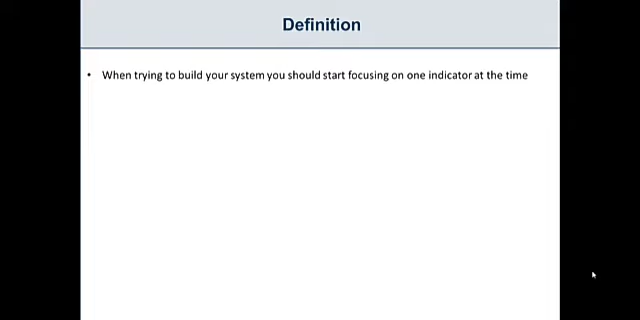 Definition
• When trying to build your system you should start focusing on one indicator at the time